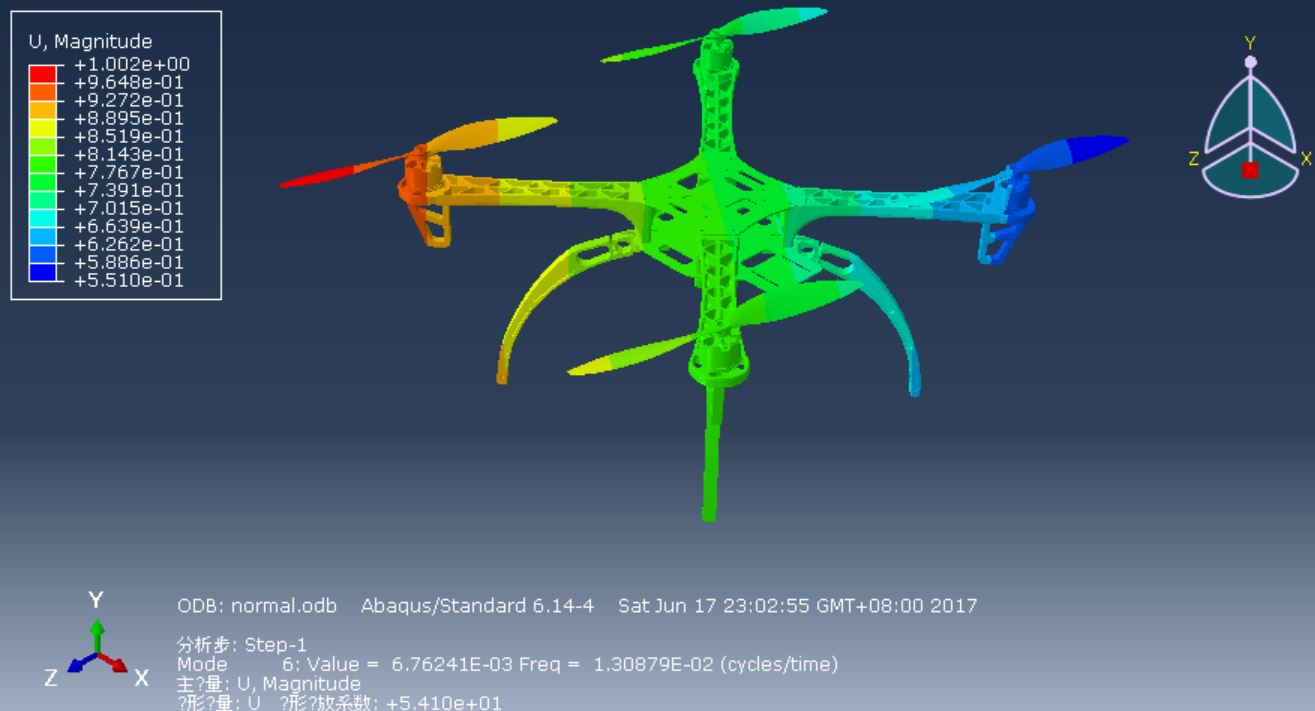 U, Magnitude
+1.002e+00
+9.648e-01
+9.272e-01
+8.895e-01
+8.519e-01
+8.143e-01
+7.767e-01
+7.391e-01
+7.015e-01
+6.639e-01
+6.262e-01
+5.886e-01
+5.510e-01
Y
Z X
Y
Z X
ODB: normal.odb Abaqus/Standard 6.14-4 Sat Jun 17 23:02:55 GMT+08:00 2017
分析步: Step-1
Mode 6: Value = 6.76241E-03 Freq = 1.30879E-02 (cycles/time)
主?量: U, Magnitude
?形?量: U ?形?放系数: +5.410e+01